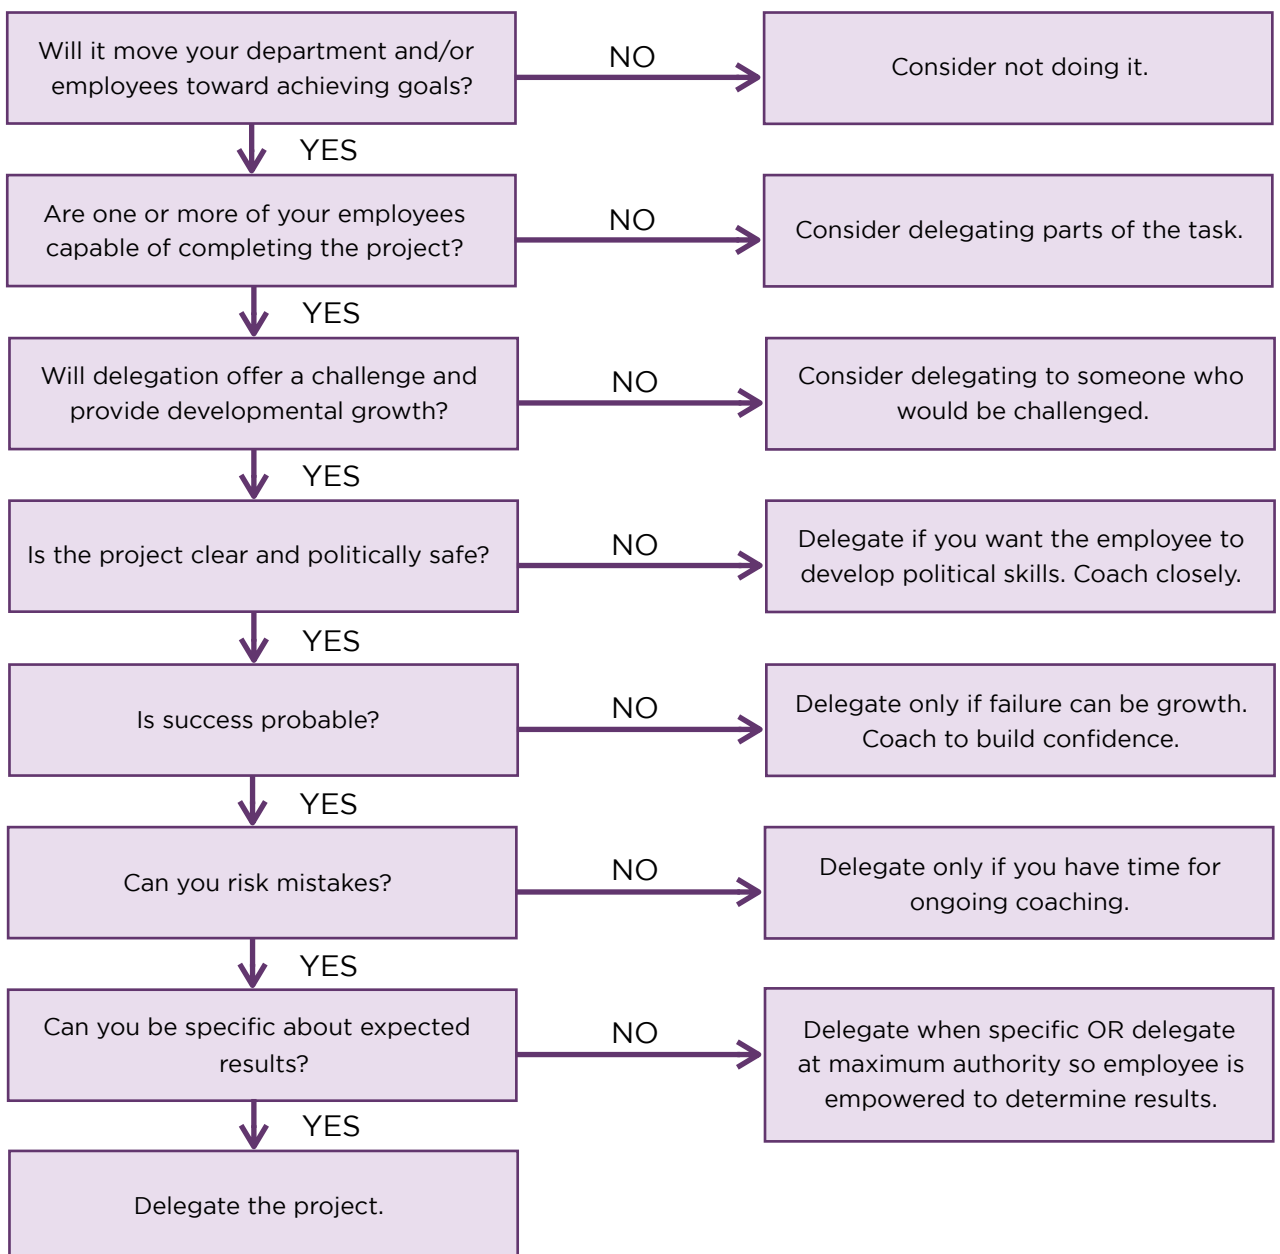 Will it move your department and/or
employees toward achieving goals?
NO
Consider not doing it.
YES
Are one or more of your employees
capable of completing the project?
NO
Consider delegating parts of the task.
YES
Will delegation offer a challenge and
provide developmental growth?
NO
Consider delegating to someone who
would be challenged.
YES
Is the project clear and politically safe?
NO
Delegate if you want the employee to
develop political skills. Coach closely.
YES
Is success probable?
NO
Delegate only if failure can be growth.
Coach to build confidence.
YES
Can you risk mistakes?
NO
Delegate only if you have time for
ongoing coaching.
YES
Can you be specific about expected
results?
NO
Delegate when specific OR delegate
at maximum authority so employee is
empowered to determine results.
YES
Delegate the project.